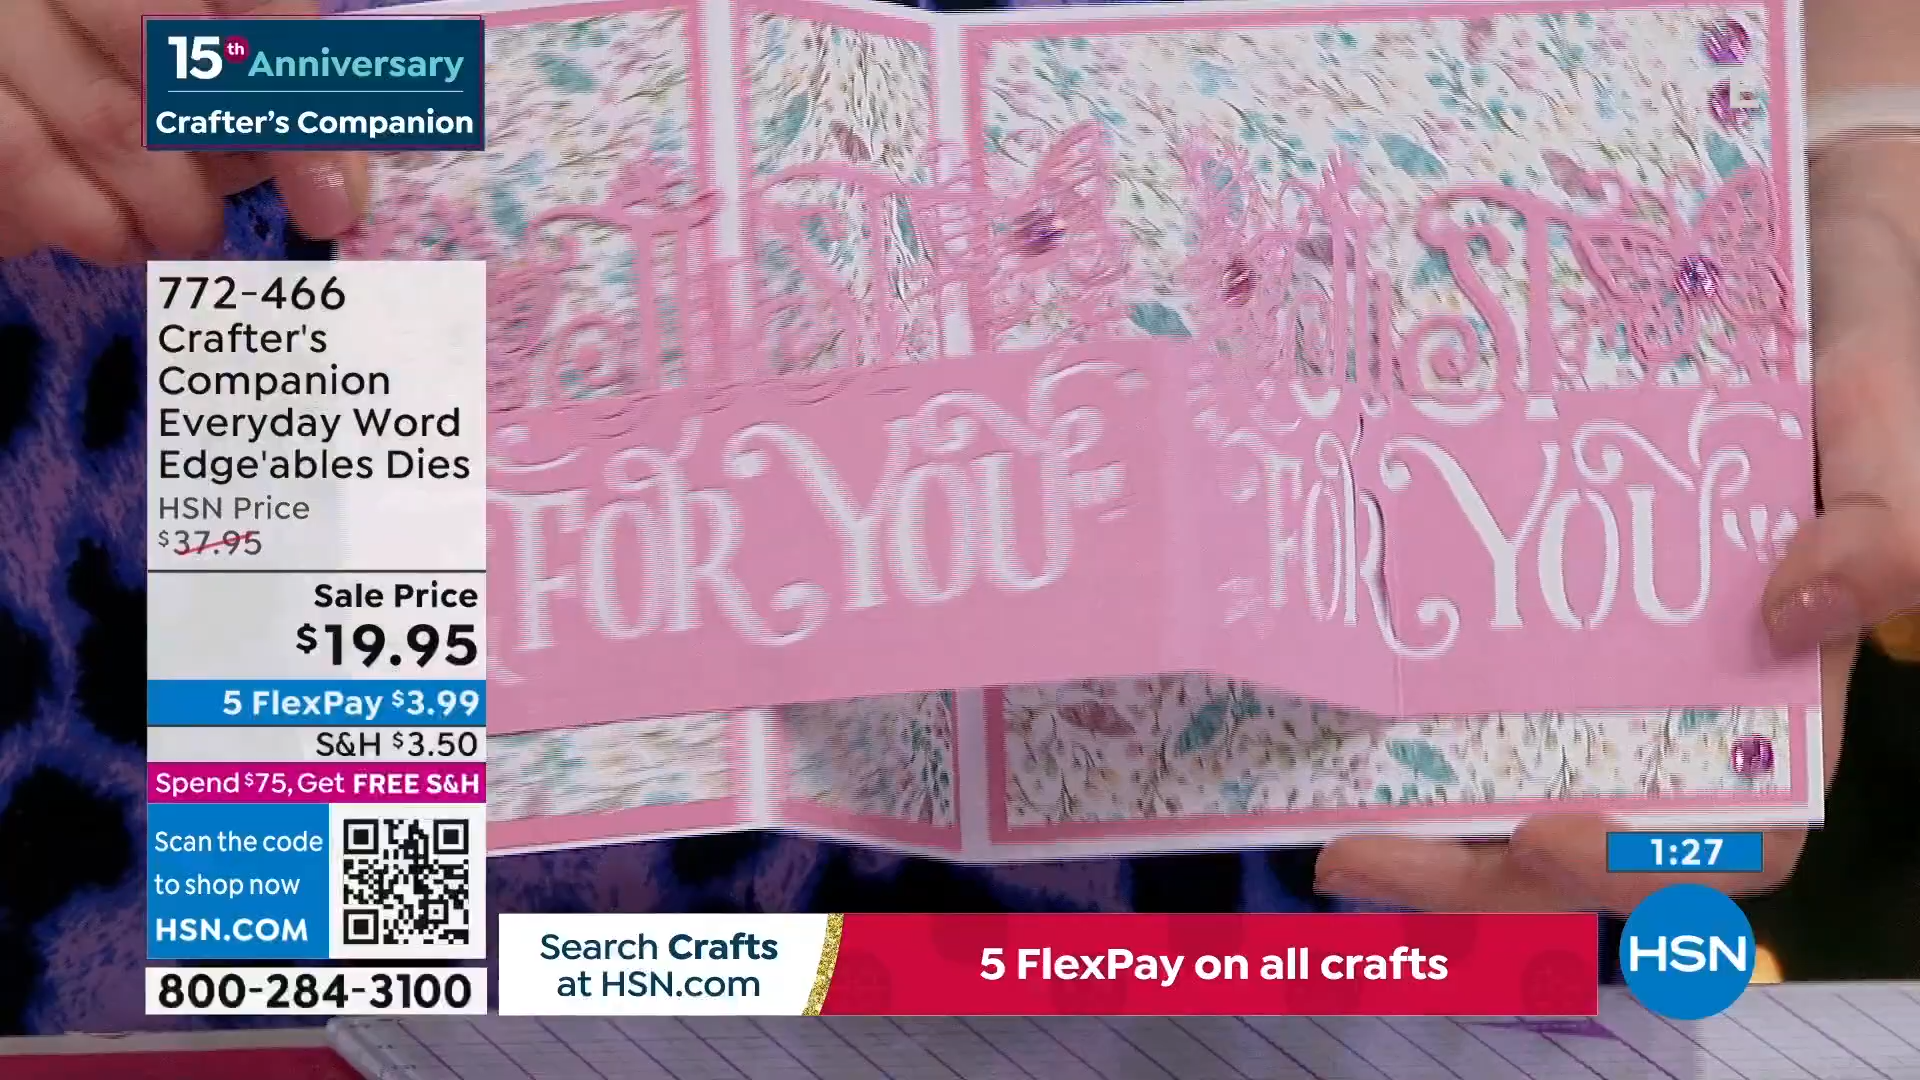 15th Anniversary
Crafter's Companion
772-466
Crafter's
Companion
Everyday Word
Edge'ables Dies
HSN Price
$37.95
Sale Price
$19.95
5 FlexPay $3.99
S&H $3.50
Spend $75, Get FREE S&H
Scan the code
to shop now
HSN.COM
800-284-3100
JUST
FOR YOU
JUST
FOR YOU
1:27
HSN
Search Crafts
at HSN.com
5 FlexPay on all crafts